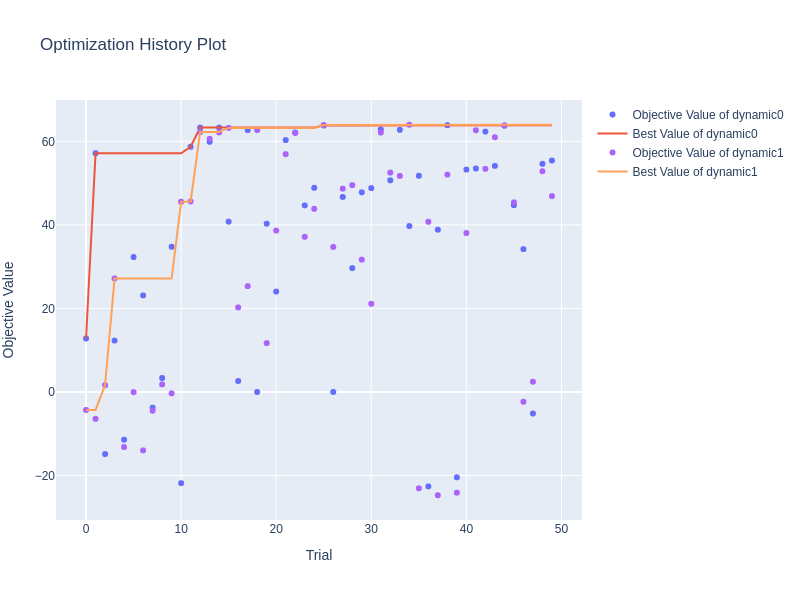 Optimization History Plot
Objective Value of dynamic0
Best Value of dynamic0
Objective Value of dynamic1
Best Value of dynamic1
Objective Value
60
40
20
0
−20
0
10
20
30
40
50
Trial